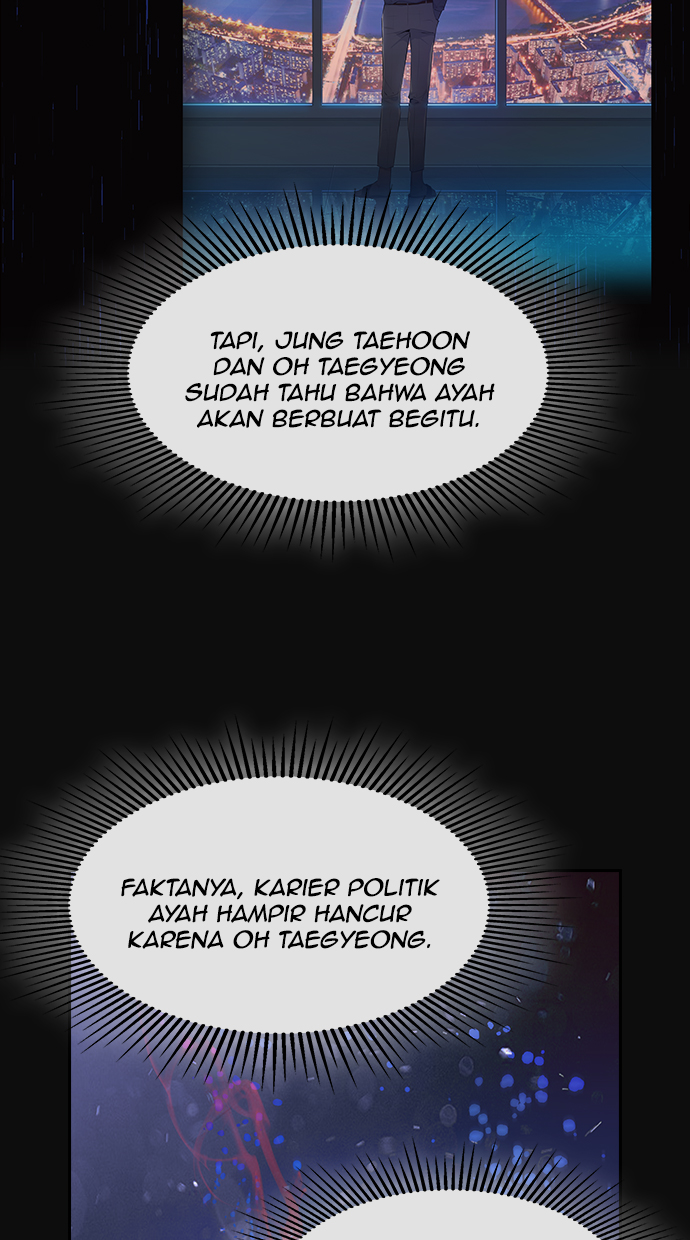 TAPI, JUNG TAEHOON
DAN OH TAEGYEONG
SUDAH TAHU BAHWA AYAH
AKAN BERBUAT BEGITU.
FAKTANYA, KARIER POLITIK
AYAH HAMPIR HANCUR
KARENA OH TAEGYEONG.